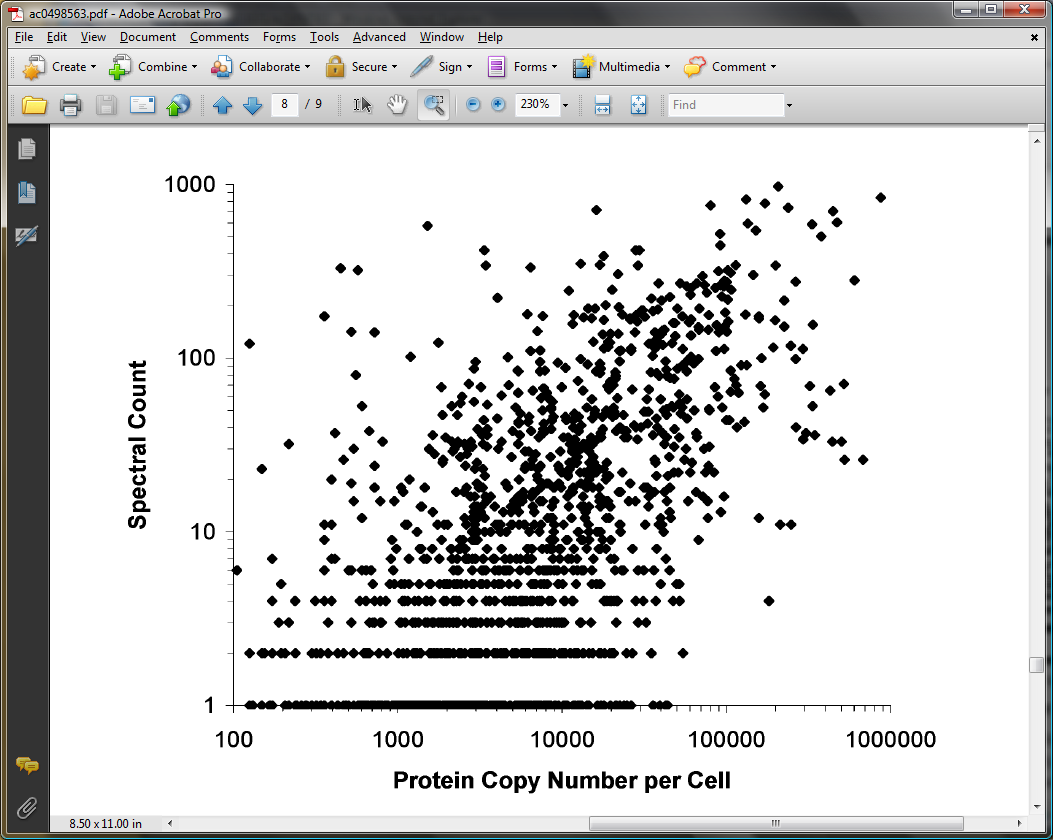 ac0498563.pdf - Adobe Acrobat Pro
File Edit View Document Comments Forms Tools Advanced Window Help
Create Combine Collaborate Secure Sign Forms Multimedia Comment
8 / 9 230% Find
1000
100
10
1
Spectral Count
100 1000 10000 100000 1000000
Protein Copy Number per Cell
8.50 x 11.00 in